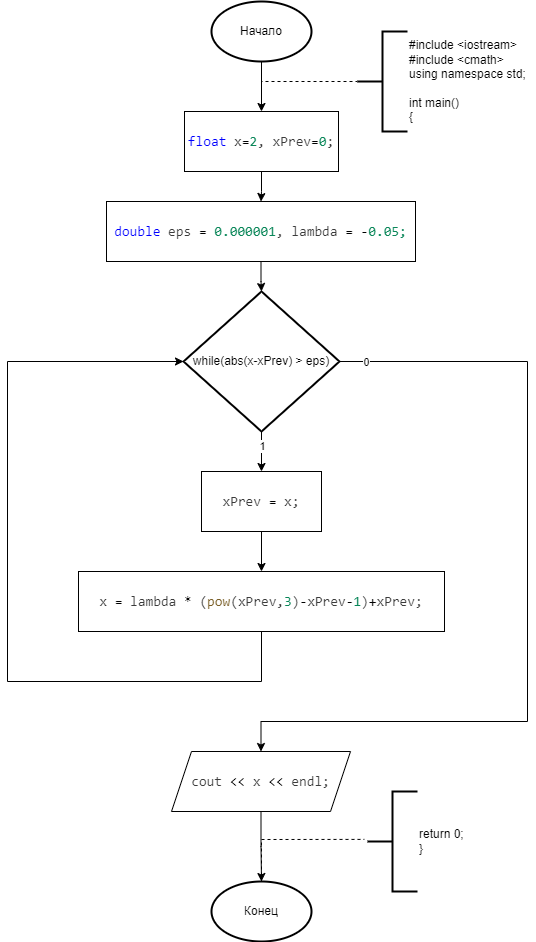 Начало
#include <iostream>
#include <cmath>
using namespace std;
int main()
{
float x=2, xPrev=0;
double eps = 0.000001, lambda = -0.05;
while(abs(x-xPrev) > eps)
0
1
xPrev = x;
x = lambda * (pow(xPrev,3)-xPrev-1)+xPrev;
cout << x << endl;
return 0;
}
Конец